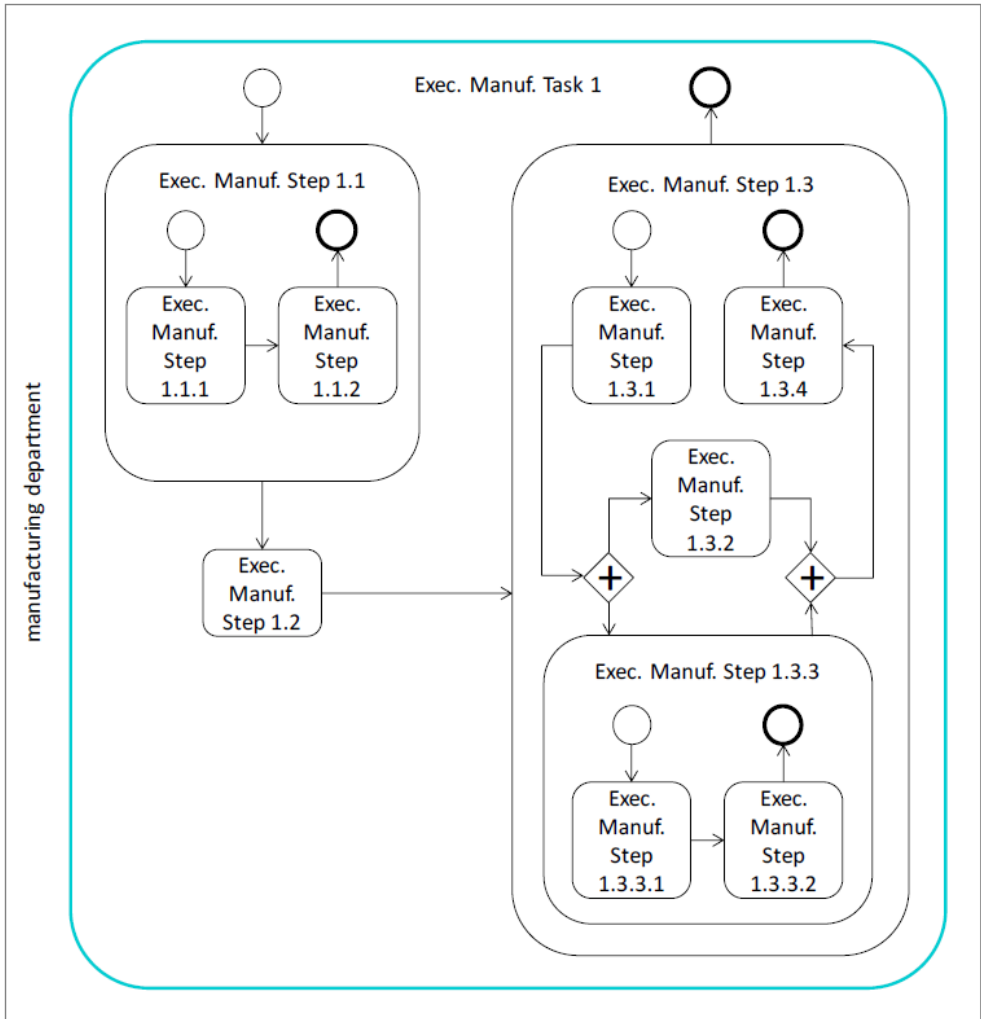 manufacturing department
Exec. Manuf. Task 1
Exec. Manuf. Step 1.1
Exec.
Manuf.
Step
1.1.1
Exec.
Manuf.
Step
1.1.2
Exec.
Manuf.
Step 1.2
Exec. Manuf. Step 1.3
Exec.
Manuf.
Step
1.3.1
Exec.
Manuf.
Step
1.3.4
Exec.
Manuf.
Step
1.3.2
Exec. Manuf. Step 1.3.3
Exec.
Manuf.
Step
1.3.3.1
Exec.
Manuf.
Step
1.3.3.2